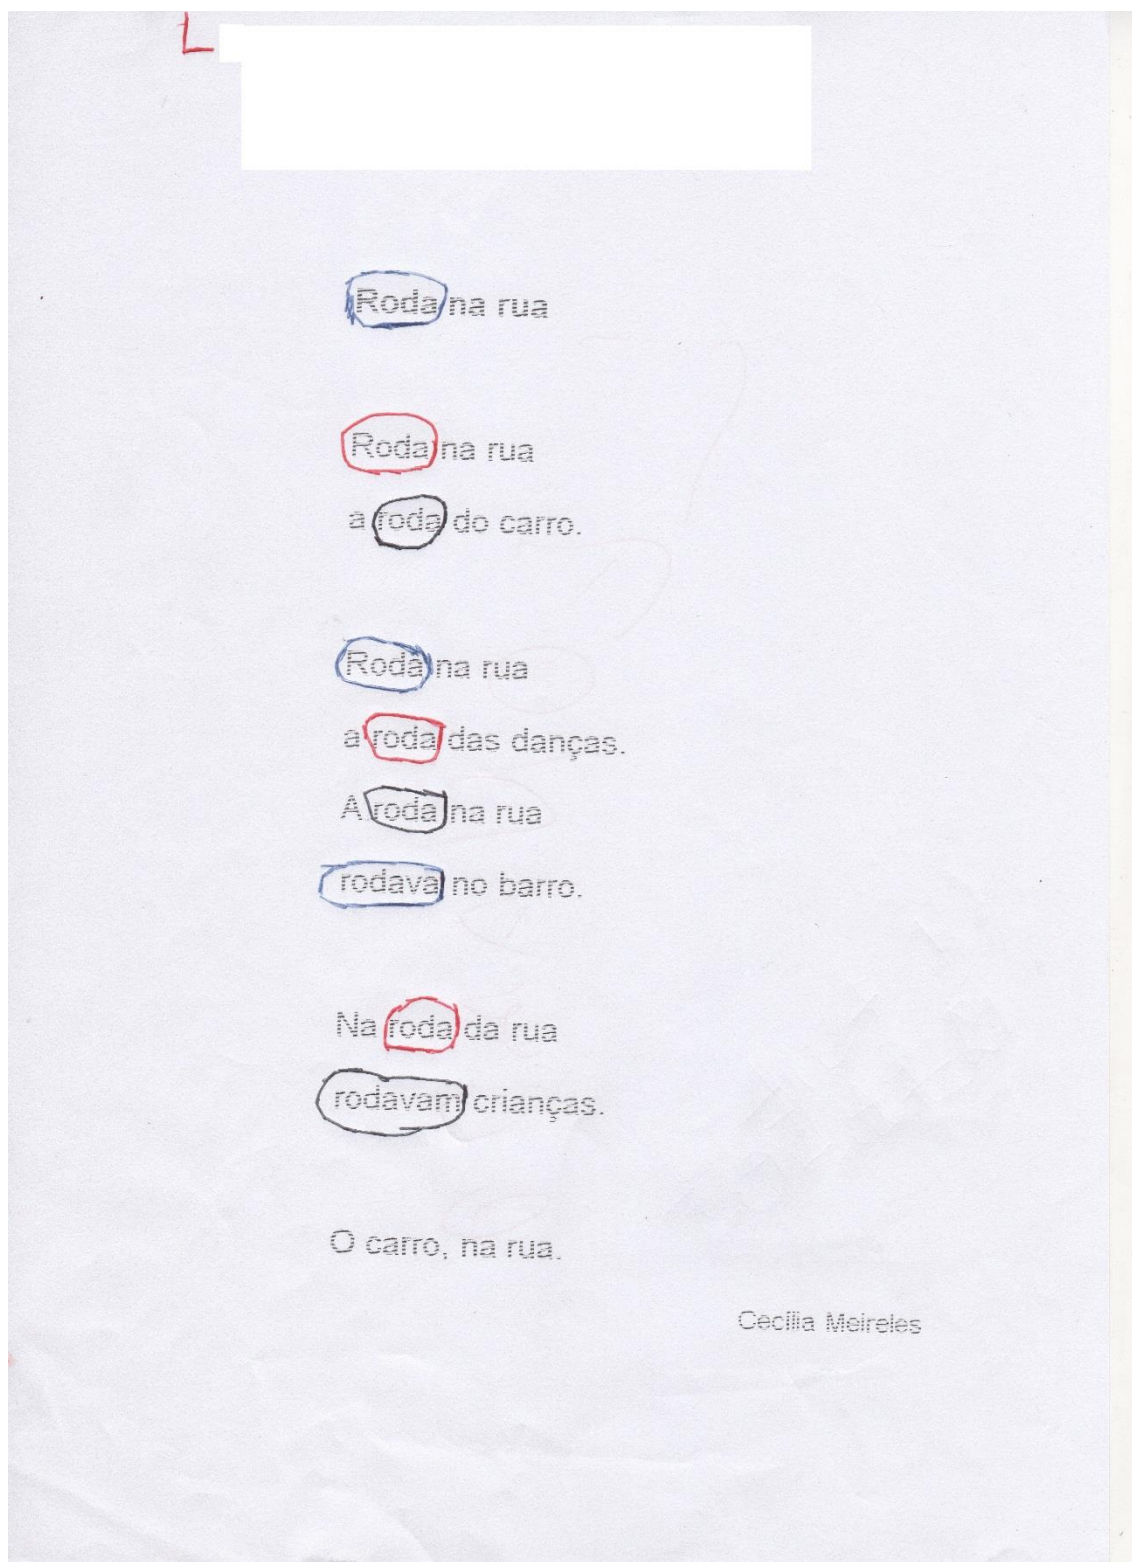 L
Roda na rua
Roda na rua
a roda do carro.
Roda na rua
a roda das danças.
A roda na rua
rodava no barro.
Na roda da rua
rodavam crianças.
O carro, na rua.
Cecília Meireles